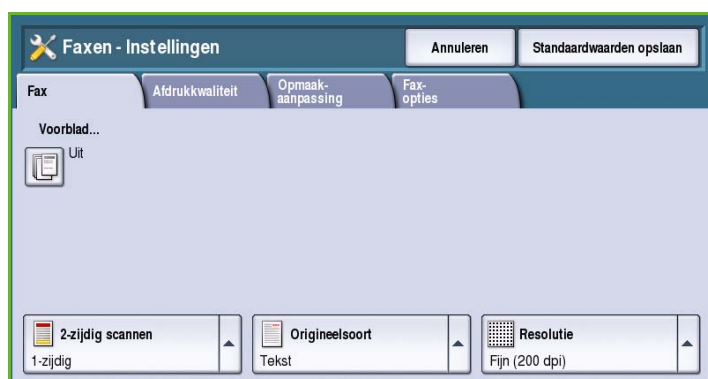 Faxen - Instellingen
Annuleren
Standaardwaarden opslaan
Fax
Afdrukkwaliteit
Opmaak-
aanpassing
Fax-
opties
Voorblad...
Uit
2-zijdig scannen
1-zijdig
Origineelsoort
Tekst
Resolutie
Fijn (200 dpi)